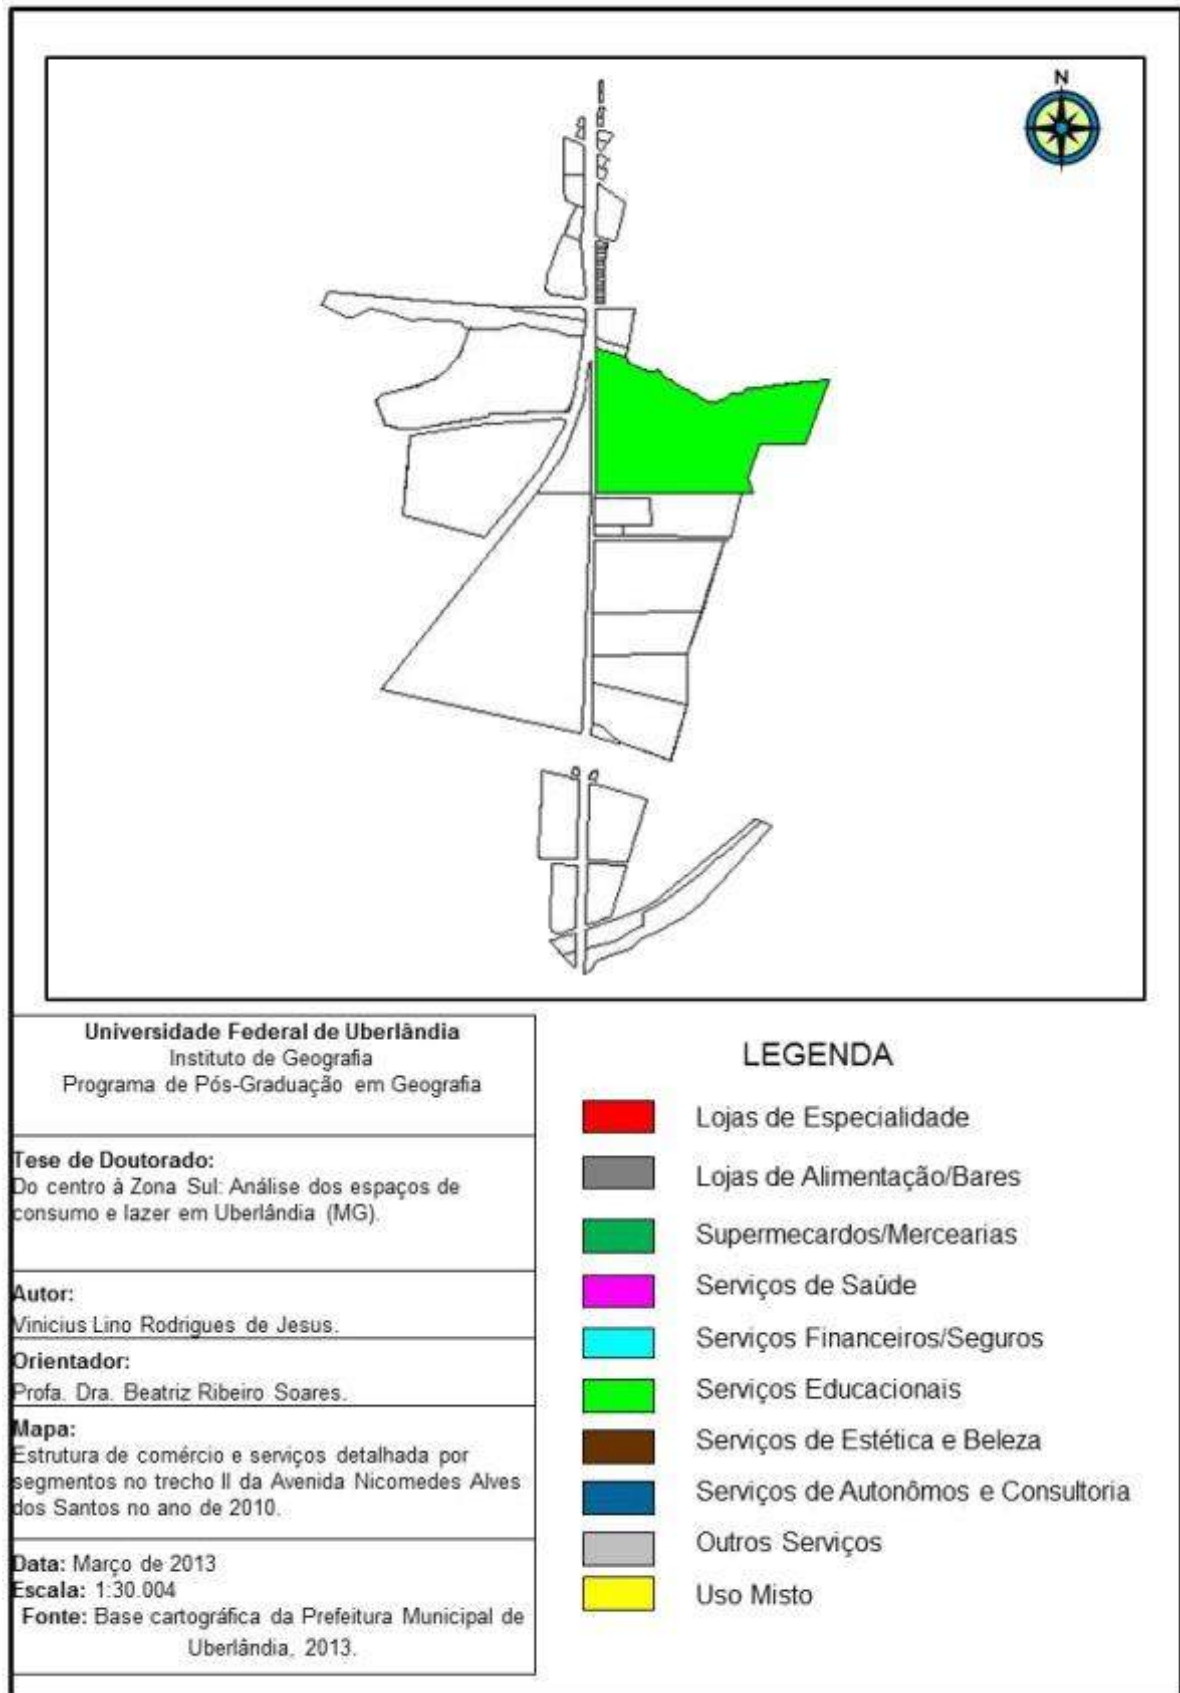 N
Universidade Federal de Uberlândia
Instituto de Geografia
Programa de Pós-Graduação em Geografia
Tese de Doutorado:
Do centro à Zona Sul: Análise dos espaços de
consumo e lazer em Uberlândia (MG).
Autor:
Vinicius Lino Rodrigues de Jesus.
Orientador:
Profa. Dra. Beatriz Ribeiro Soares.
Mapa:
Estrutura de comércio e serviços detalhada por
segmentos no trecho II da Avenida Nicomedes Alves
dos Santos no ano de 2010.
Data: Março de 2013
Escala: 1:30.004
Fonte: Base cartográfica da Prefeitura Municipal de
Uberlândia, 2013.
LEGENDA
Lojas de Especialidade
Lojas de Alimentação/Bares
Supermecardos/Mercearias
Serviços de Saúde
Serviços Financeiros/Seguros
Serviços Educacionais
Serviços de Estética e Beleza
Serviços de Autonômos e Consultoria
Outros Serviços
Uso Misto